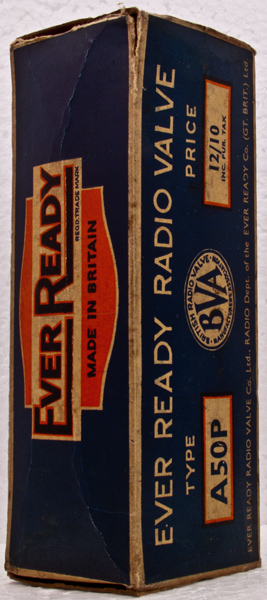 EVER READY
REGD. TRADE MARK
MADE IN BRITAIN
EVER READY RADIO VALVE
TYPE
PRICE
A50P
BRITISH RADIO VALVE
BVA
12/10
INC. PUR. TAX
EVER READY RADIO VALVE Co. Ltd., RADIO Dept. of the EVER READY Co. (GT. BRIT.) Ltd.